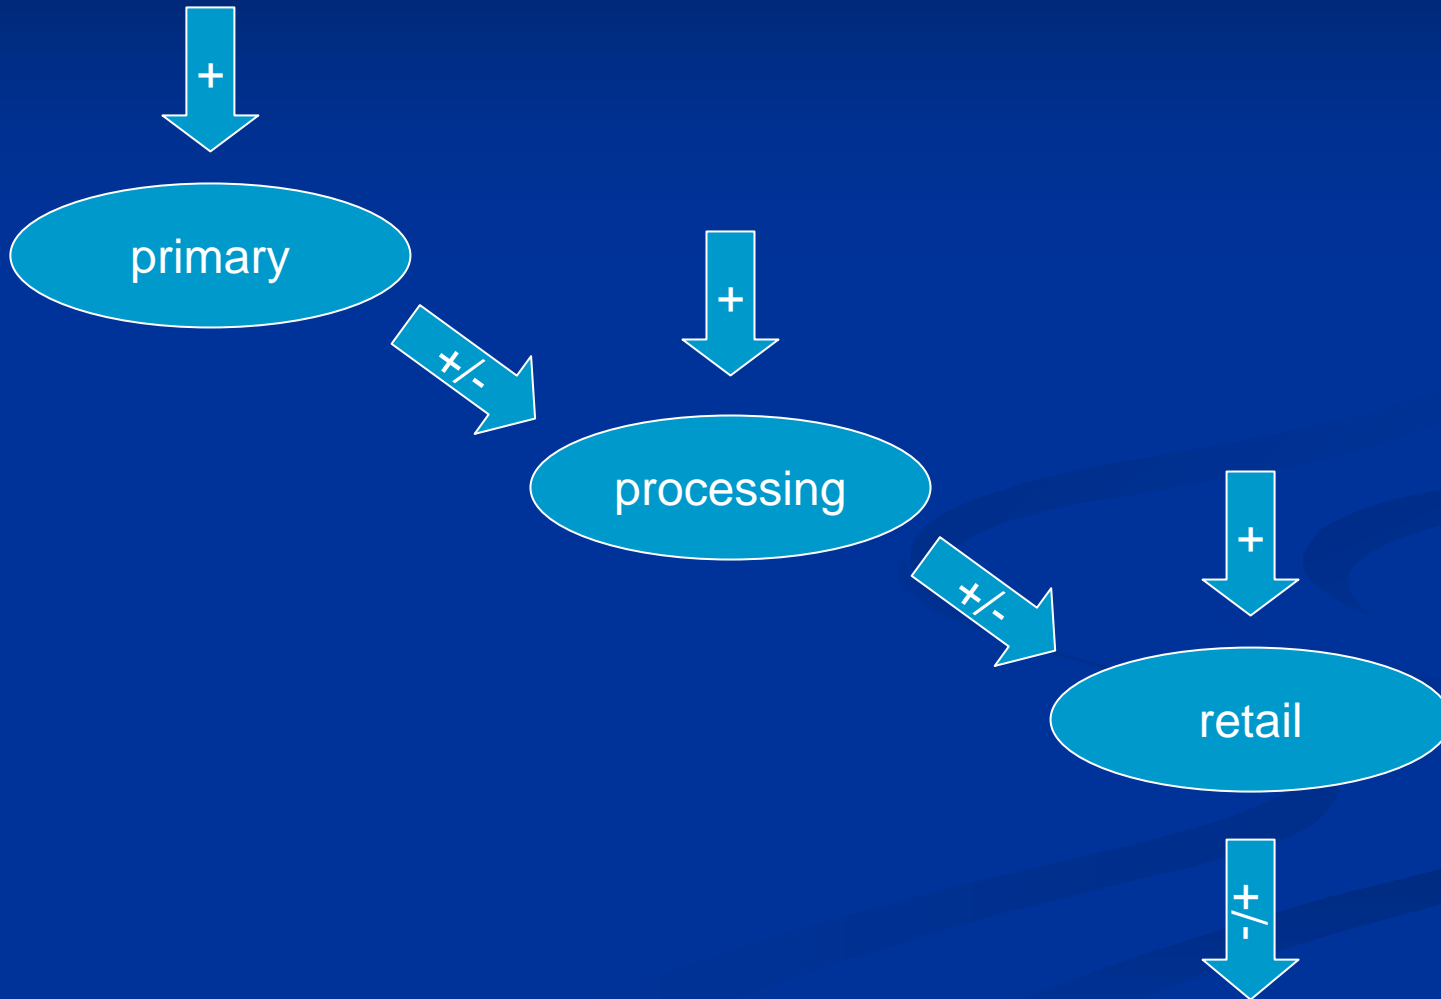 +
primary
+
+/-
processing
+
+/-
retail
+/-